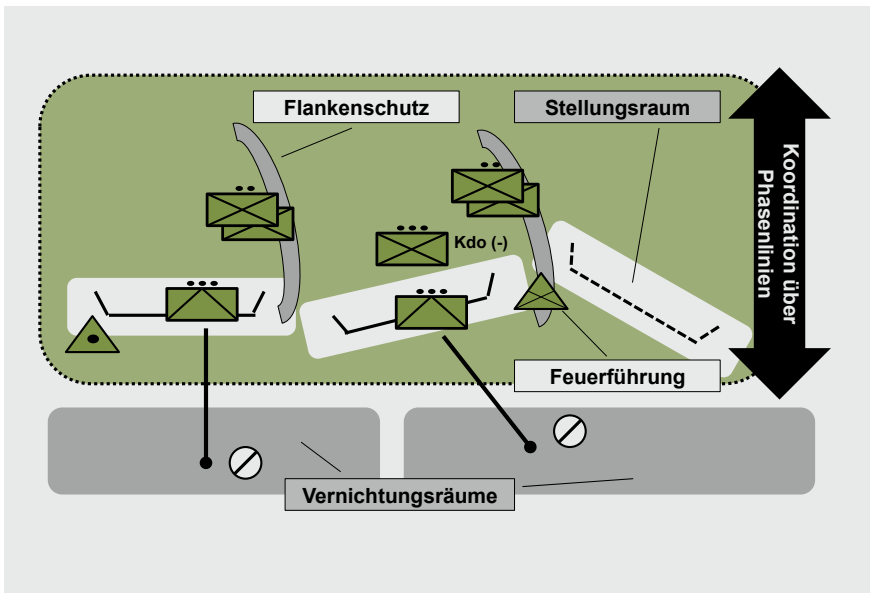 Flankenschutz
Stellungsraum
Koordination über
Phasenlinien
Kdo (-)
Feuerführung
Vernichtungsräume